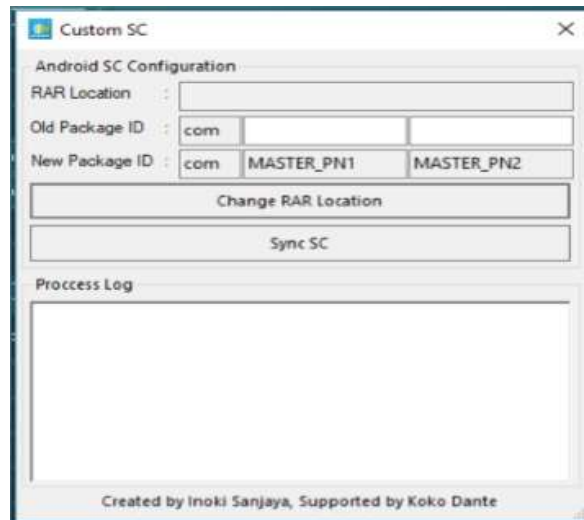 Custom SC
Android SC Configuration
RAR Location :
Old Package ID : com
New Package ID : com MASTER_PN1 MASTER_PN2
Change RAR Location
Sync SC
Proccess Log
Created by Inoki Sanjaya, Supported by Koko Dante